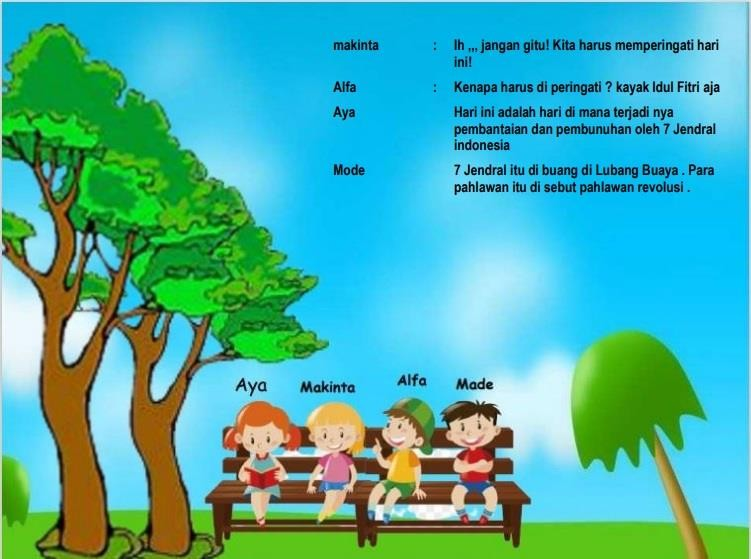 makinta : Ih ,,, jangan gitu! Kita harus memperingati hari
ini!
Alfa : Kenapa harus di peringati ? kayak Idul Fitri aja
Aya Hari ini adalah hari di mana terjadi nya
pembantaian dan pembunuhan oleh 7 Jendral
indonesia
Mode 7 Jendral itu di buang di Lubang Buaya . Para
pahlawan itu di sebut pahlawan revolusi .
Aya Makinta Alfa Made